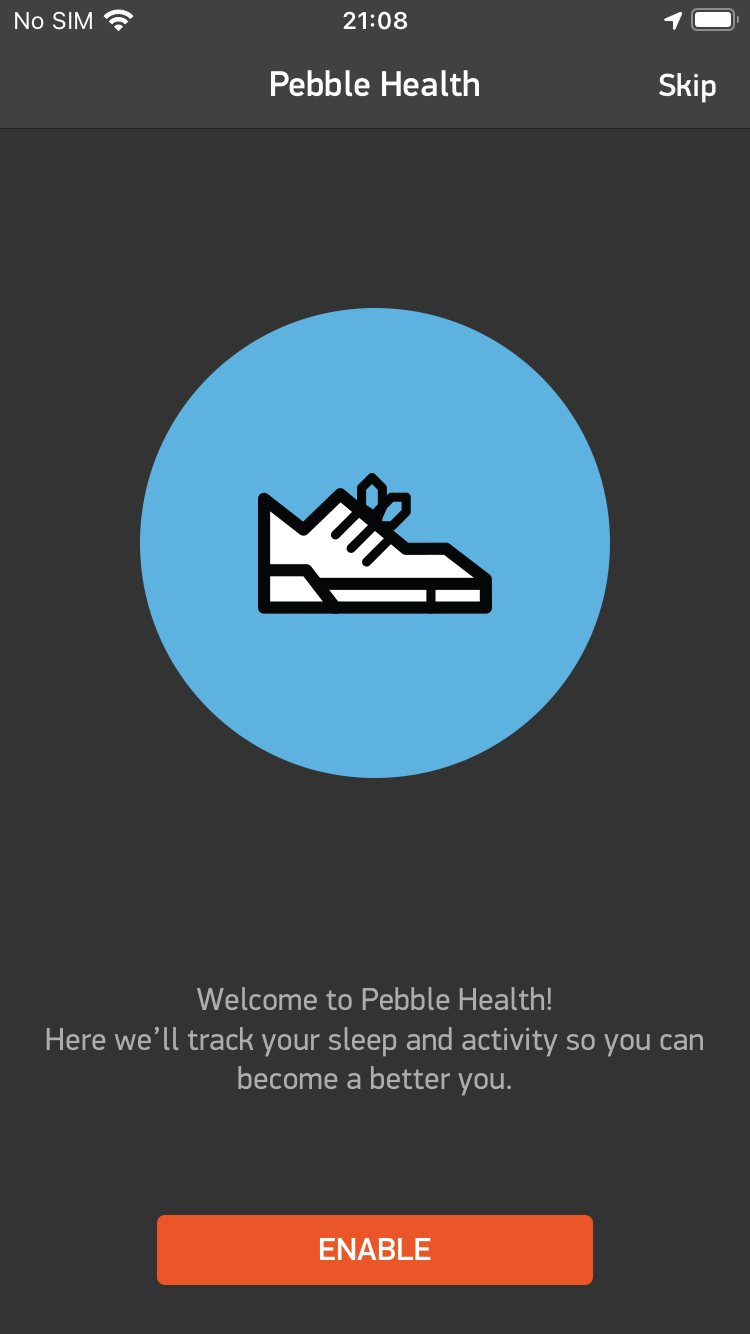 No SIM 21:08
Pebble Health Skip
Welcome to Pebble Health!
Here we’ll track your sleep and activity so you can
become a better you.
ENABLE